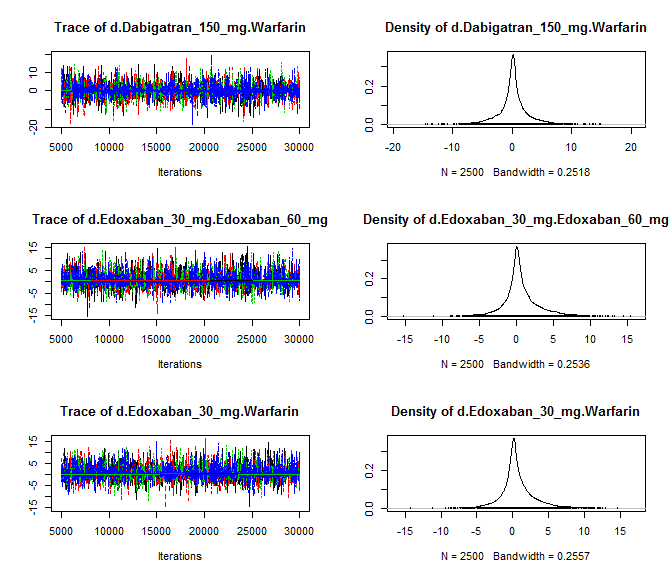 Trace of d.Dabigatran_150_mg.Warfarin
10
0
-20
5000 10000 15000 20000 25000 30000
Iterations
Density of d.Dabigatran_150_mg.Warfarin
0.2
0.0
-20 -10 0 10 20
N = 2500 Bandwidth = 0.2518
Trace of d.Edoxaban_30_mg.Edoxaban_60_mg
15
5
-5
-15
5000 10000 15000 20000 25000 30000
Iterations
Density of d.Edoxaban_30_mg.Edoxaban_60_mg
0.2
0.0
-15 -10 -5 0 5 10 15
N = 2500 Bandwidth = 0.2536
Trace of d.Edoxaban_30_mg.Warfarin
15
5
-5
-15
5000 10000 15000 20000 25000 30000
Iterations
Density of d.Edoxaban_30_mg.Warfarin
0.2
0.0
-15 -10 -5 0 5 10 15
N = 2500 Bandwidth = 0.2557